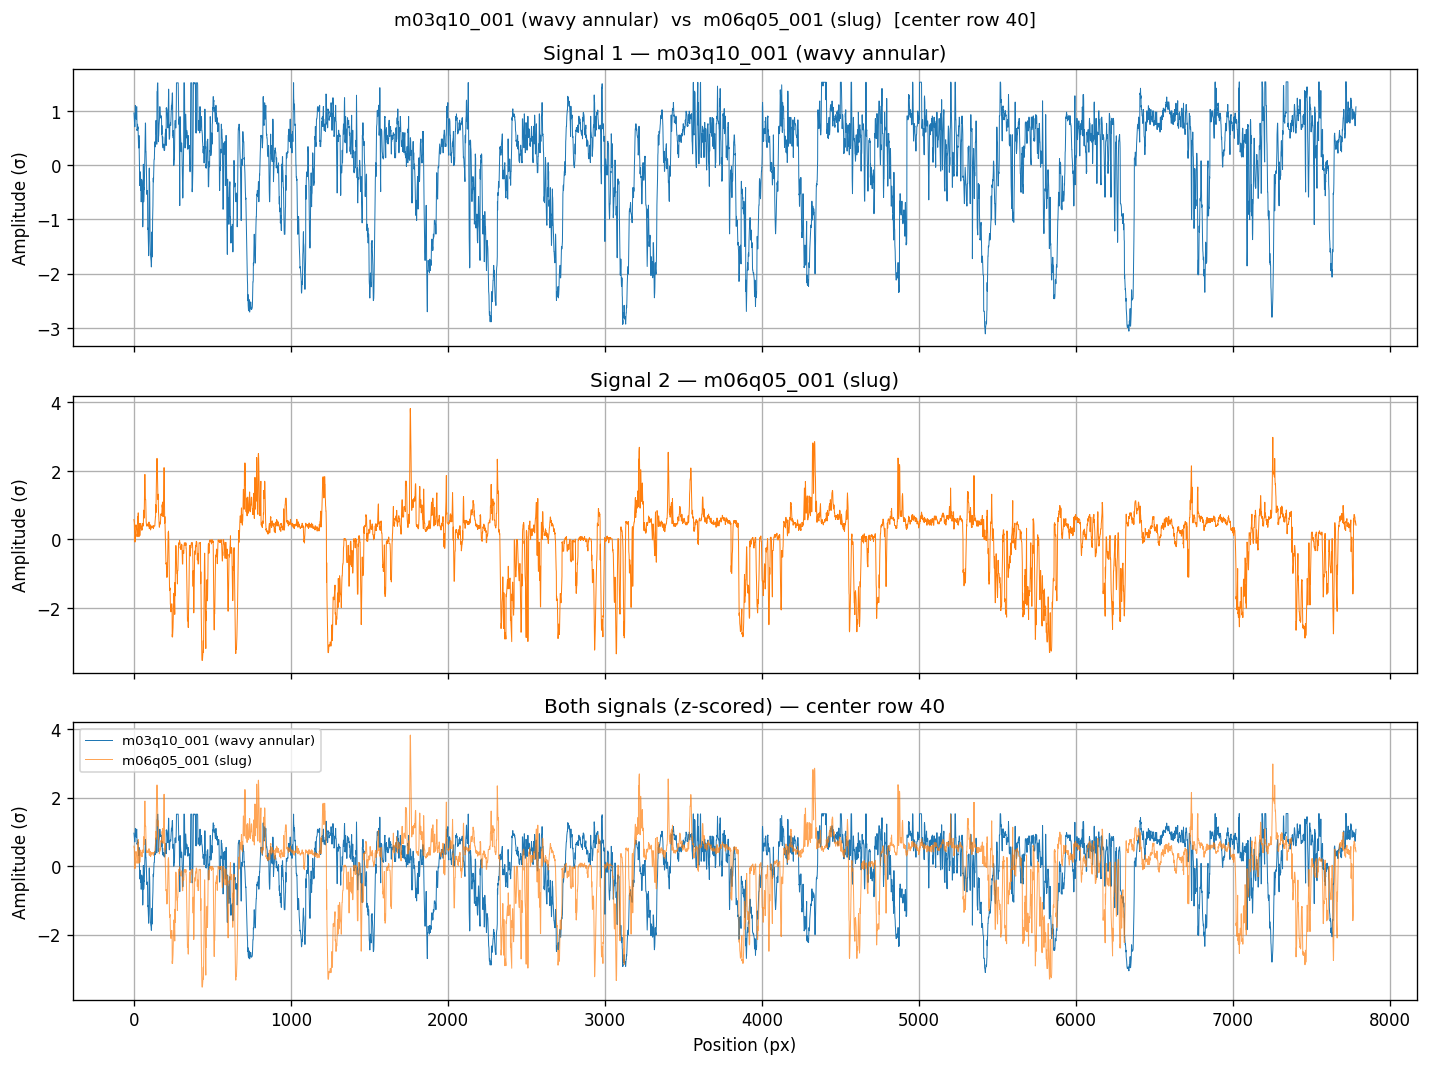 m03q10_001 (wavy annular)  vs  m06q05_001 (slug)  [center row 40]
Signal 1 — m03q10_001 (wavy annular)
Amplitude (σ)
1
0
−1
−2
−3
Signal 2 — m06q05_001 (slug)
Amplitude (σ)
4
2
0
−2
Both signals (z-scored) — center row 40
m03q10_001 (wavy annular)
m06q05_001 (slug)
Amplitude (σ)
4
2
0
−2
0 1000 2000 3000 4000 5000 6000 7000 8000
Position (px)